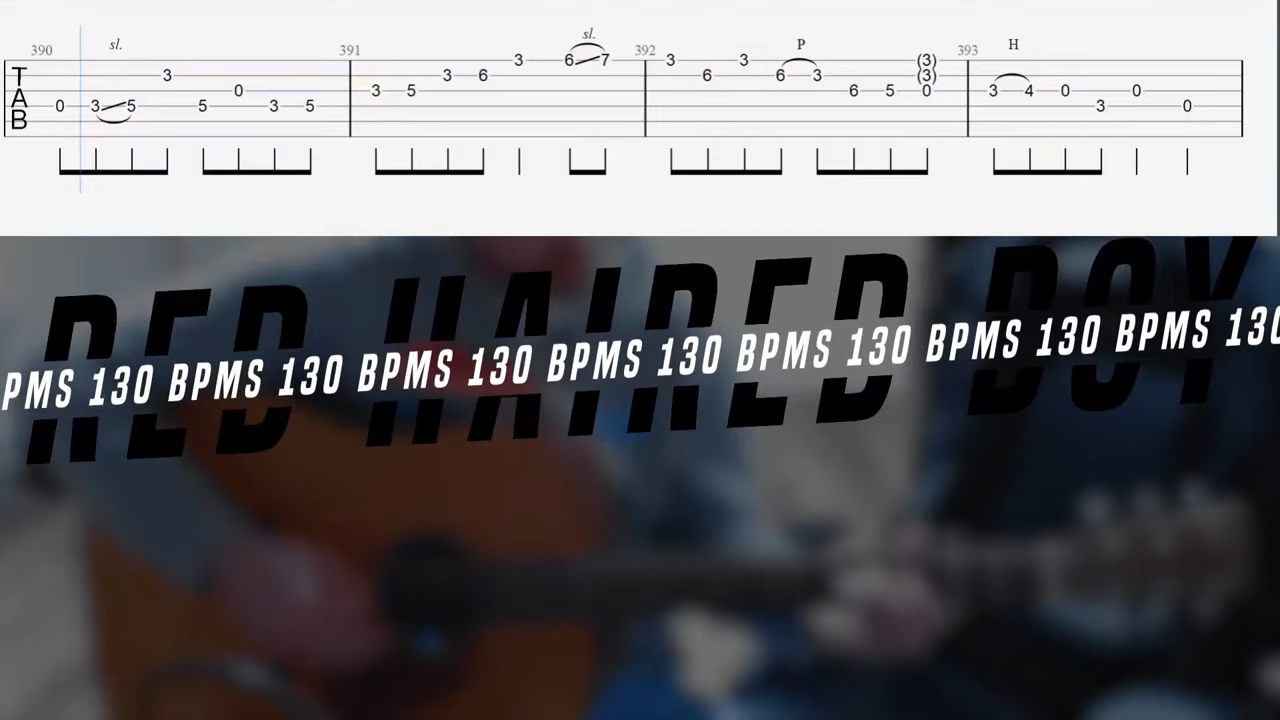 390 sl. 391 sl. 392 P 393 H
T
A
B
3 6 7 3 3 (3)
3 3 6 6 6 3 (3)
0 3 5 6 5 0 3 4 0 0
0 3 5 5 3 5 3 0
RED HAIRED BOY
PMS 130 BPMS 130 BPMS 130 BPMS 130 BPMS 130 BPMS 130 BPMS 130